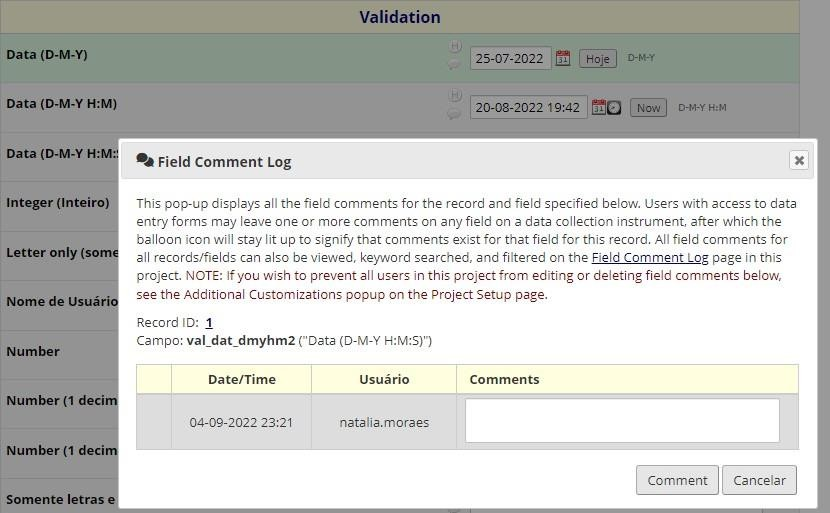 Validation
Data (D-M-Y)
H
25-07-2022
31
Hoje
D-M-Y
Data (D-M-Y H:M)
H
20-08-2022 19:42
31
Now
D-M-Y H:M
Data (D-M-Y H:M:S
Field Comment Log
This pop-up displays all the field comments for the record and field specified below. Users with access to data
entry forms may leave one or more comments on any field on a data collection instrument, after which the
balloon icon will stay lit up to signify that comments exist for that field for this record. All field comments for
all records/fields can also be viewed, keyword searched, and filtered on the Field Comment Log page in this
project. NOTE: If you wish to prevent all users in this project from editing or deleting field comments below,
see the Additional Customizations popup on the Project Setup page.
Record ID: 1
Campo: val_dat_dmyhm2 ("Data (D-M-Y H:M:S)")
Date/Time Usuário Comments
04-09-2022 23:21 natalia.moraes
Comment Cancelar
Integer (Inteiro)
Letter only (some
Nome de Usuário
Number
Number (1 decim
Number (1 decim
Somente letras e